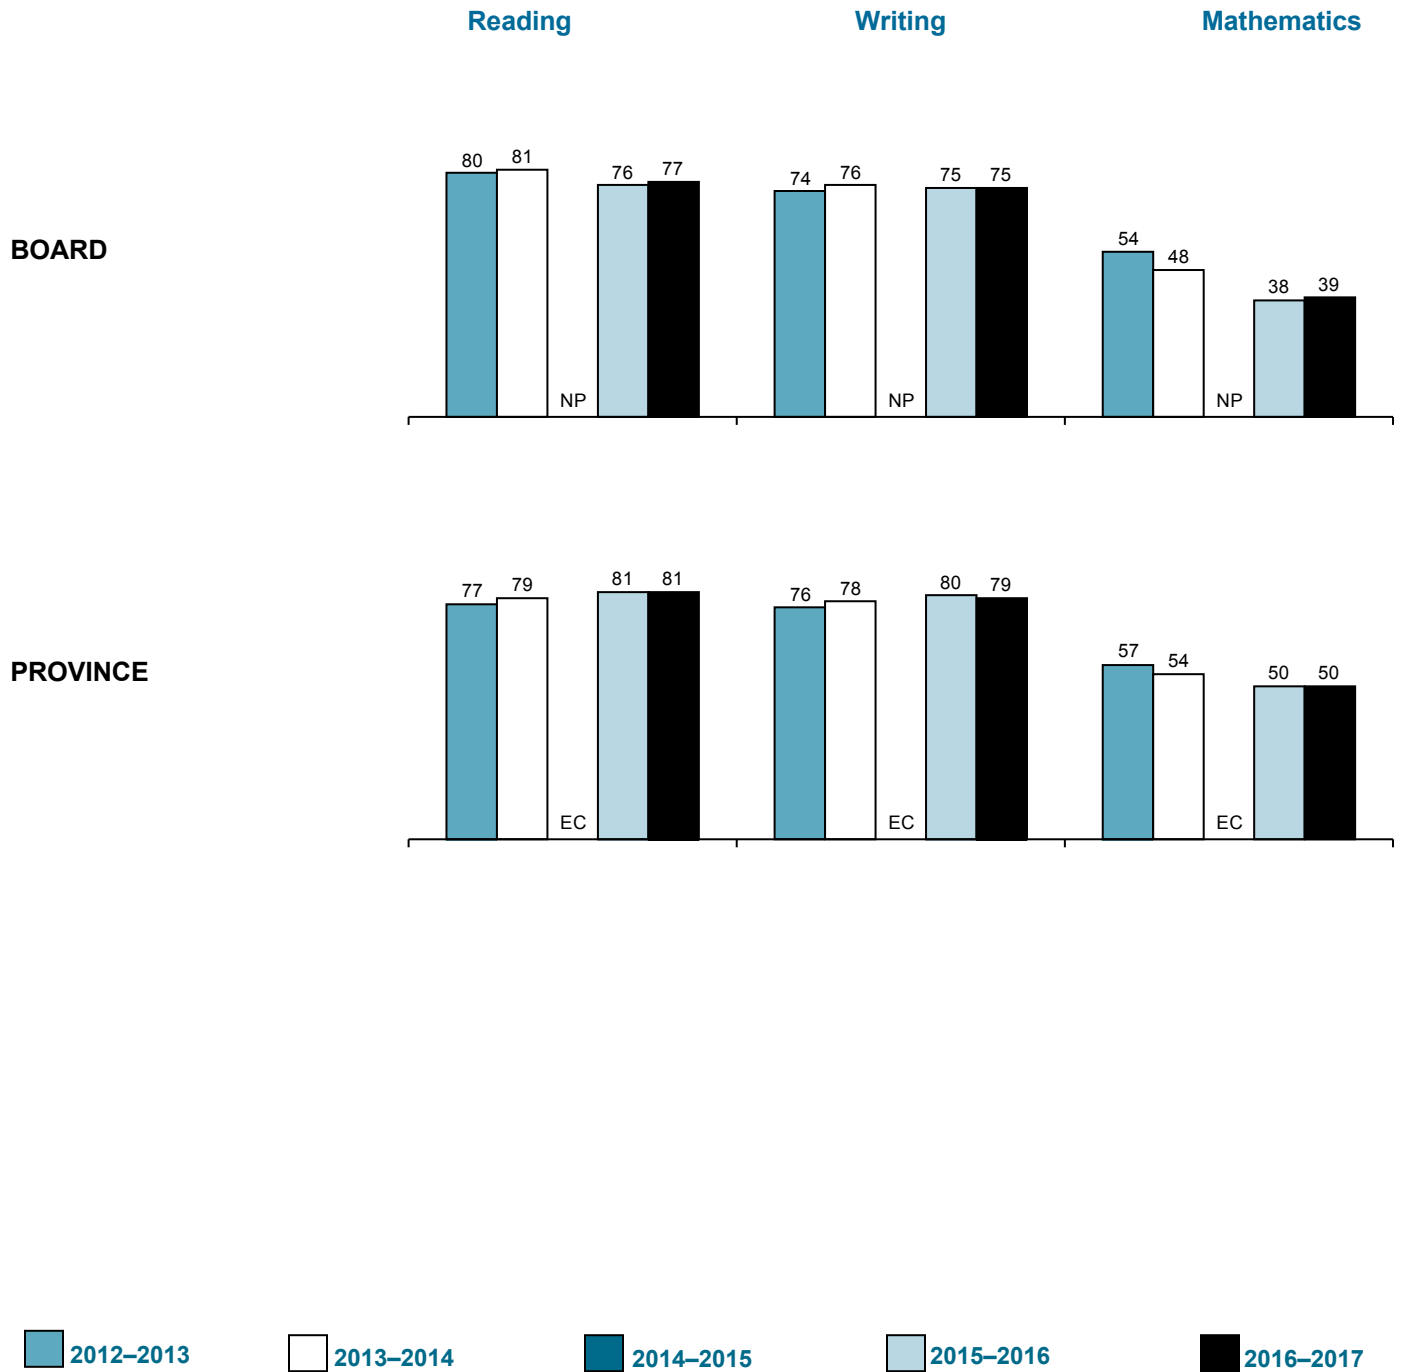 Reading Writing Mathematics
80 81 NP 76 77 74 76 NP 75 75 54 48 NP 38 39
BOARD
77 79 EC 81 81 76 78 EC 80 79 57 54 EC 50 50
PROVINCE
2012–2013 2013–2014 2014–2015 2015–2016 2016–2017